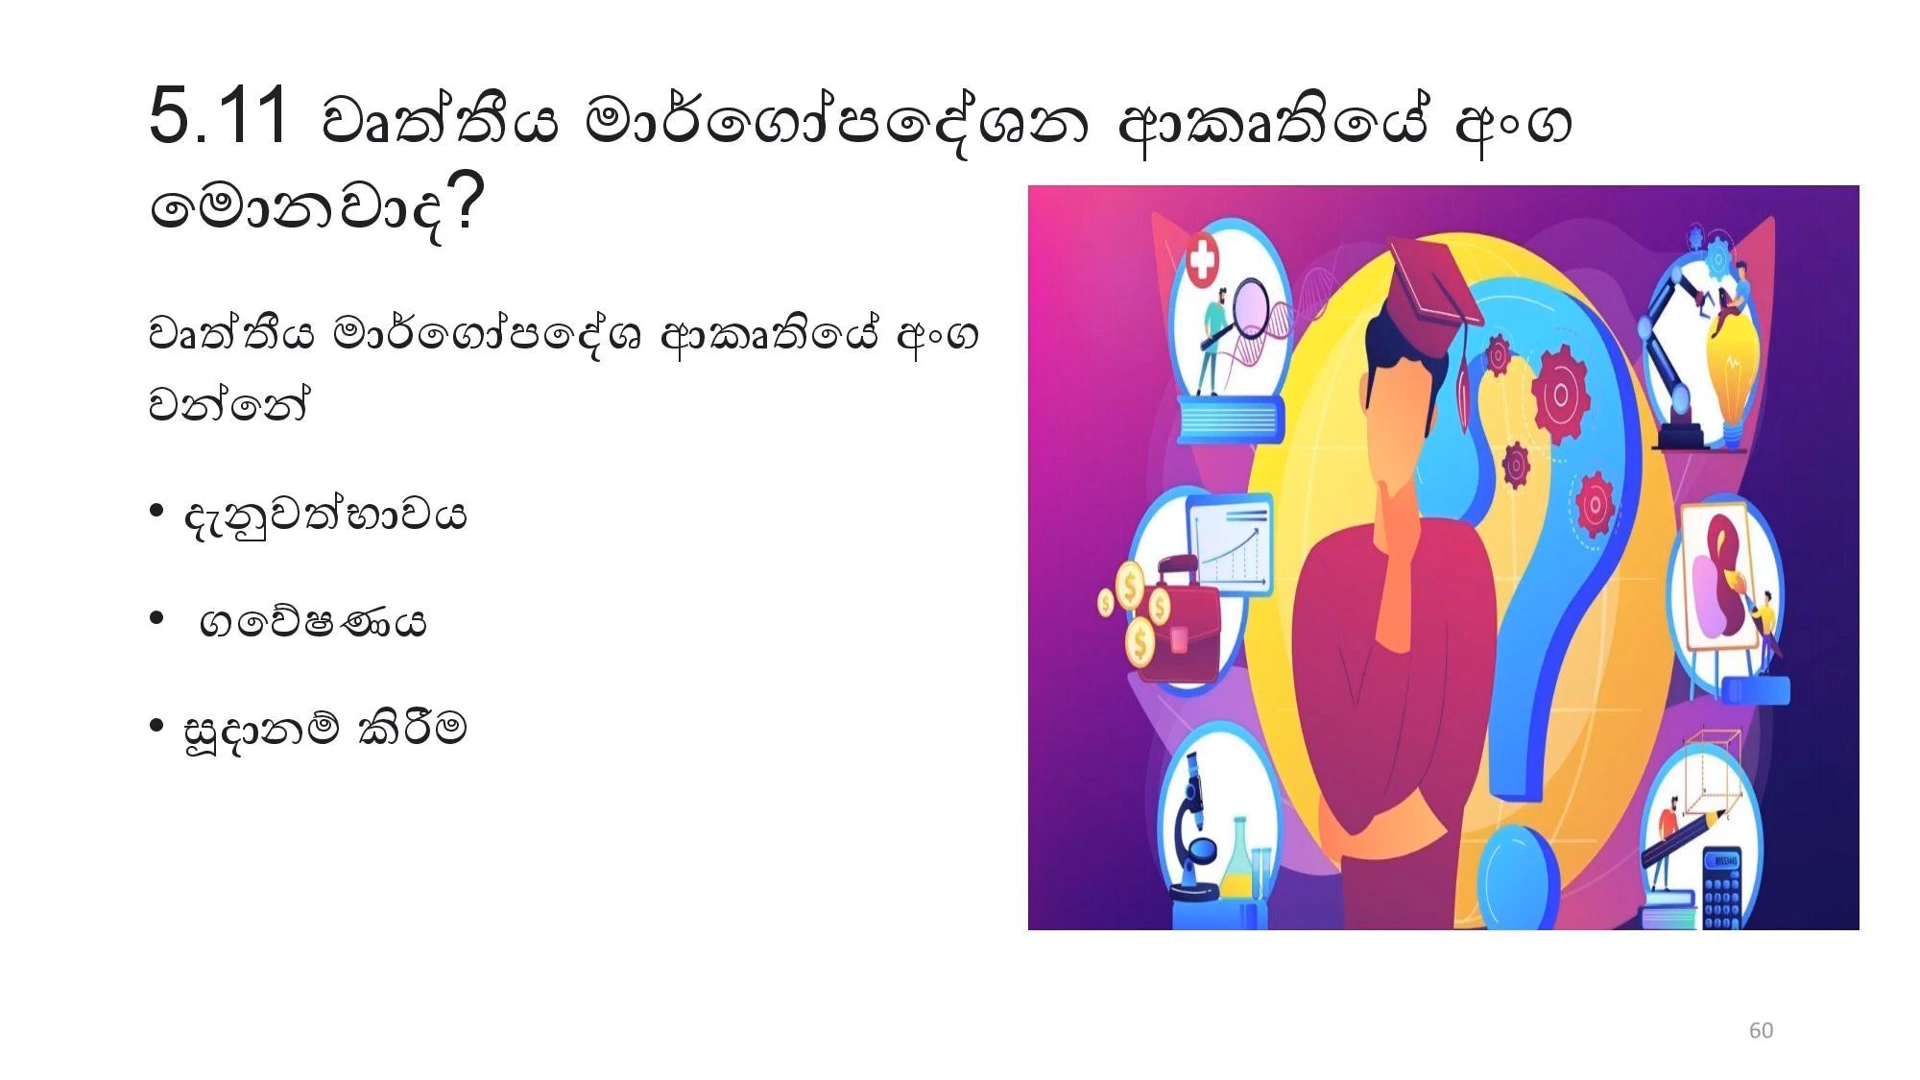 5.11 වෘත්තීය මාර්ගෝපදේශන ආකෘතියේ අංග
මොනවාද?
වෘත්තීය මාර්ගෝපදේශ ආකෘතියේ අංග
වන්නේ
• දැනුවත්භාවය
• ගවේෂණය
• සූදානම් කිරීම
60